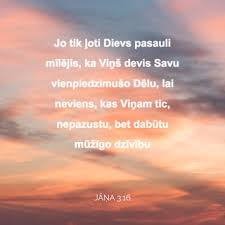 Jo tik ļoti Dievs pasauli
mīlējis, ka Viņš devis Savu
vienpiedzimušo Dēlu, lai
neviens, kas Viņam tic,
nepazustu, bet dabūtu
mūžīgo dzīvību
JĀŅA 3:16